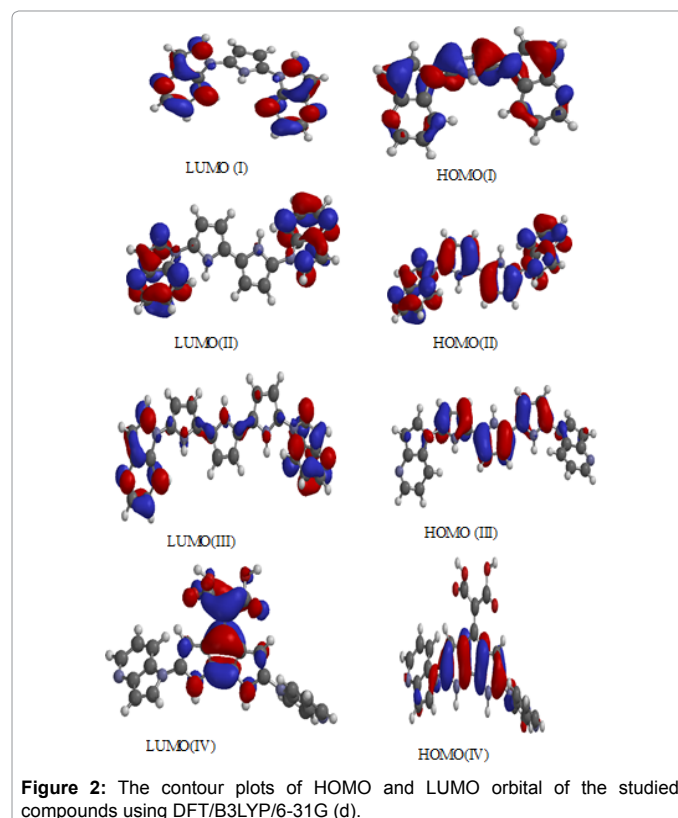 LUMO (I)
HOMO(I)
LUMO(II)
HOMO(II)
LUMO(III)
HOMO (III)
LUMO(IV)
HOMO(IV)
Figure 2: The contour plots of HOMO and LUMO orbital of the studied
compounds using DFT/B3LYP/6-31G (d).